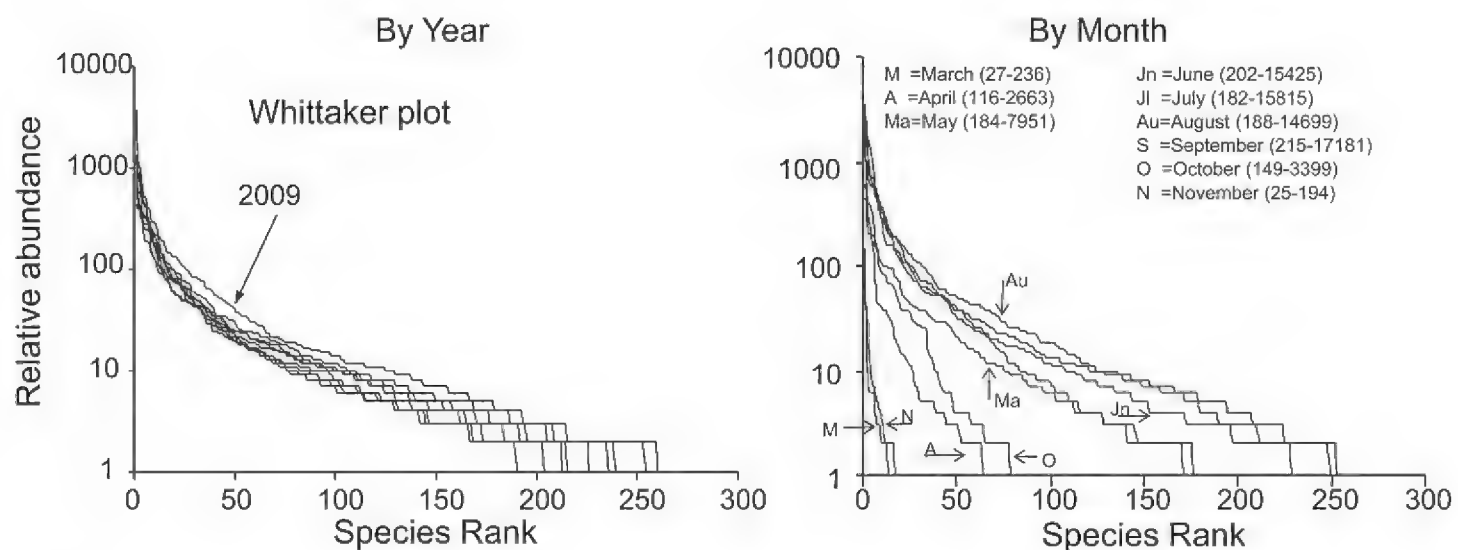 By Year
10000
1000
100
10
1
Relative abundance
Whittaker plot
2009
0 50 100 150 200 250 300
Species Rank
By Month
10000
1000
100
10
1
M =March (27-236)
A =April (116-2663)
Ma=May (184-7951)
Jn =June (202-15425)
Jl =July (182-15815)
Au=August (188-14699)
S =September (215-17181)
O =October (149-3399)
N =November (25-194)
Au
Ma
Jn
M
N
A
O
0 50 100 150 200 250 300
Species Rank